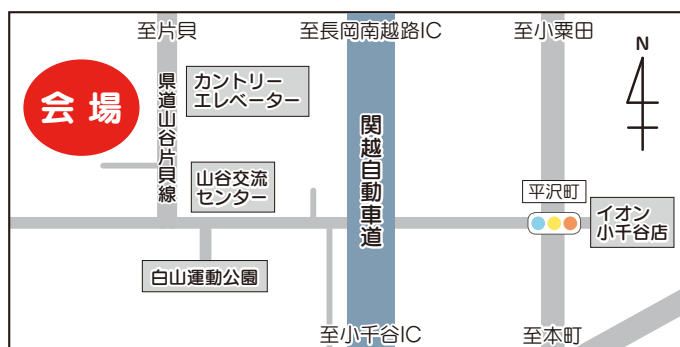 至片貝
至長岡南越路IC
至小粟田
N
会場
県道山谷片貝線
カントリー
エレベーター
関越自動車道
山谷交流
センター
平沢町
イオン
小千谷店
白山運動公園
至小千谷IC
至本町